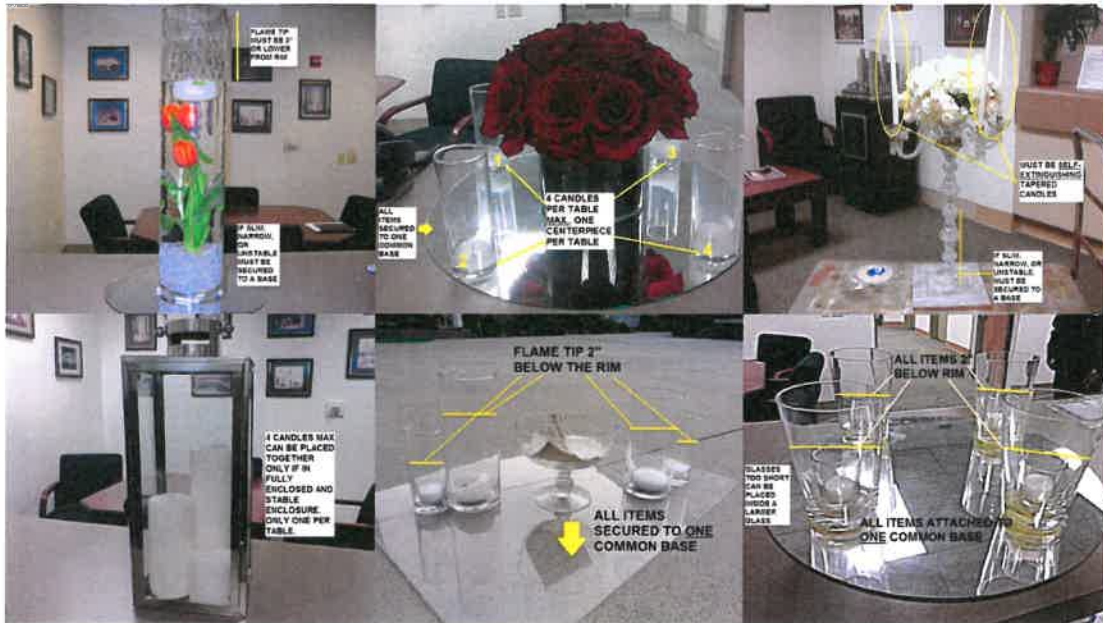 FLAME TIP
MUST BE 2"
OR LOWER
FROM RIM
IF SLIM,
NARROW,
OR
UNSTABLE
MUST BE
SECURED
TO A BASE
ALL
ITEMS
SECURED
TO ONE
COMMON
BASE
1
3
4 CANDLES
PER TABLE
MAX, ONE
CENTERPIECE
PER TABLE
2
4
MUST BE SELF-
EXTINGUISHING
TAPERED
CANDLES
IF SLIM,
NARROW, OR
UNSTABLE,
MUST BE
SECURED TO
A BASE
4 CANDLES MAX
CAN BE PLACED
TOGETHER
ONLY IF IN
FULLY
ENCLOSED AND
STABLE
ENCLOSURE.
ONLY ONE PER
TABLE.
FLAME TIP 2"
BELOW THE RIM
ALL ITEMS
SECURED TO ONE
COMMON BASE
ALL ITEMS 2"
BELOW RIM
GLASSES
TOO SHORT
CAN BE
PLACED
INSIDE A
LARGER
GLASS
ALL ITEMS ATTACHED TO
ONE COMMON BASE